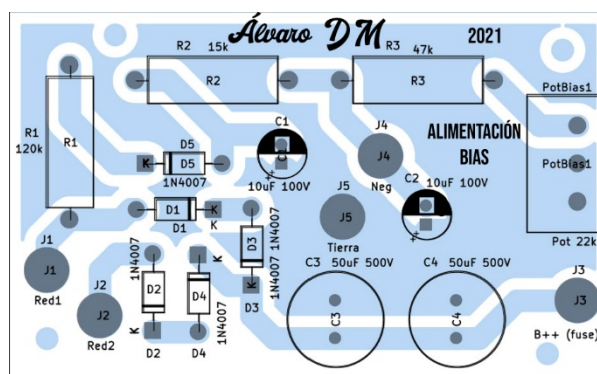 Álvaro DM
2021
R2 15k
R2
R3 47k
R3
R1
120k
R1
PotBias1
PotBias1
Pot 22k
C1
C1
10uF 100V
D5
K D5
1N4007
J4
J4
Neg
ALIMENTACIÓN
BIAS
C2 10uF 100V
J5
J5
Tierra
D1 K
D1 K
D3
K
D3
1N4007
1N4007
J1
J1
Red1
J2
J2
Red2
1N4007
D2
K
D2
K
D4
D4
1N4007
C3 50uF 500V
C3
C4 50uF 500V
C4
J3
J3
B++ (fuse)